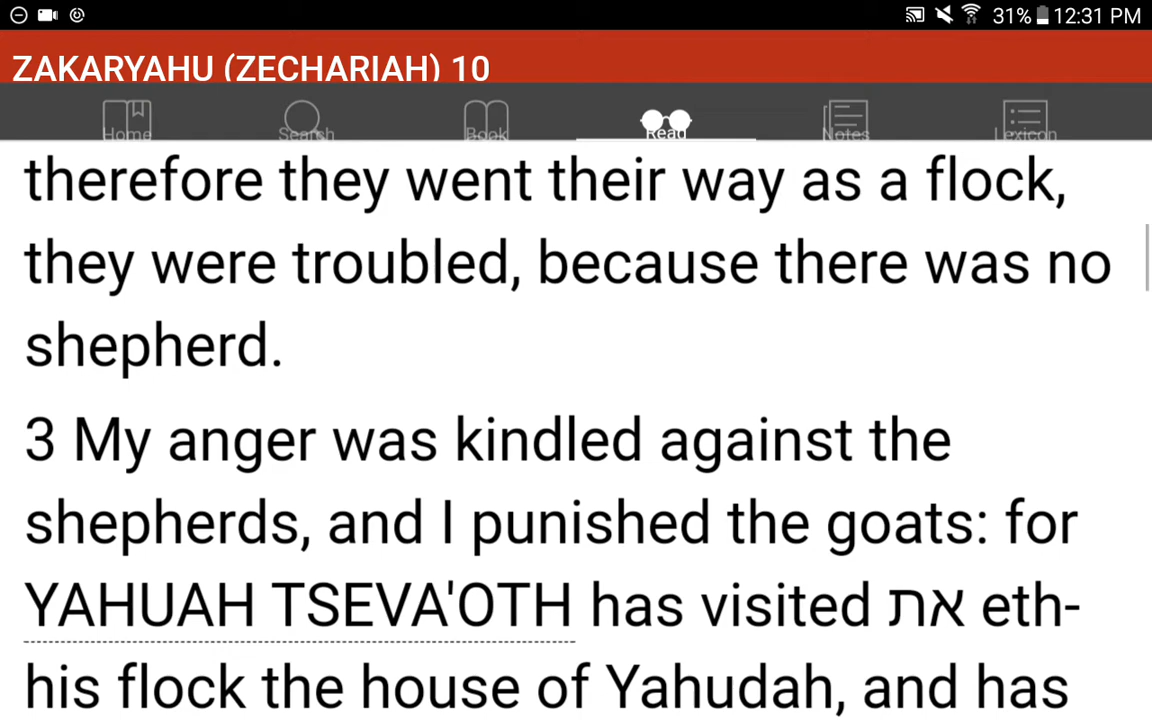 31% 12:31 PM
ZAKARYAHU (ZECHARIAH) 10
Home Search Book Read Notes Lexicon
therefore they went their way as a flock,
they were troubled, because there was no
shepherd.
3 My anger was kindled against the
shepherds, and I punished the goats: for
YAHUAH TSEVA'OTH has visited את eth-
his flock the house of Yahudah, and has